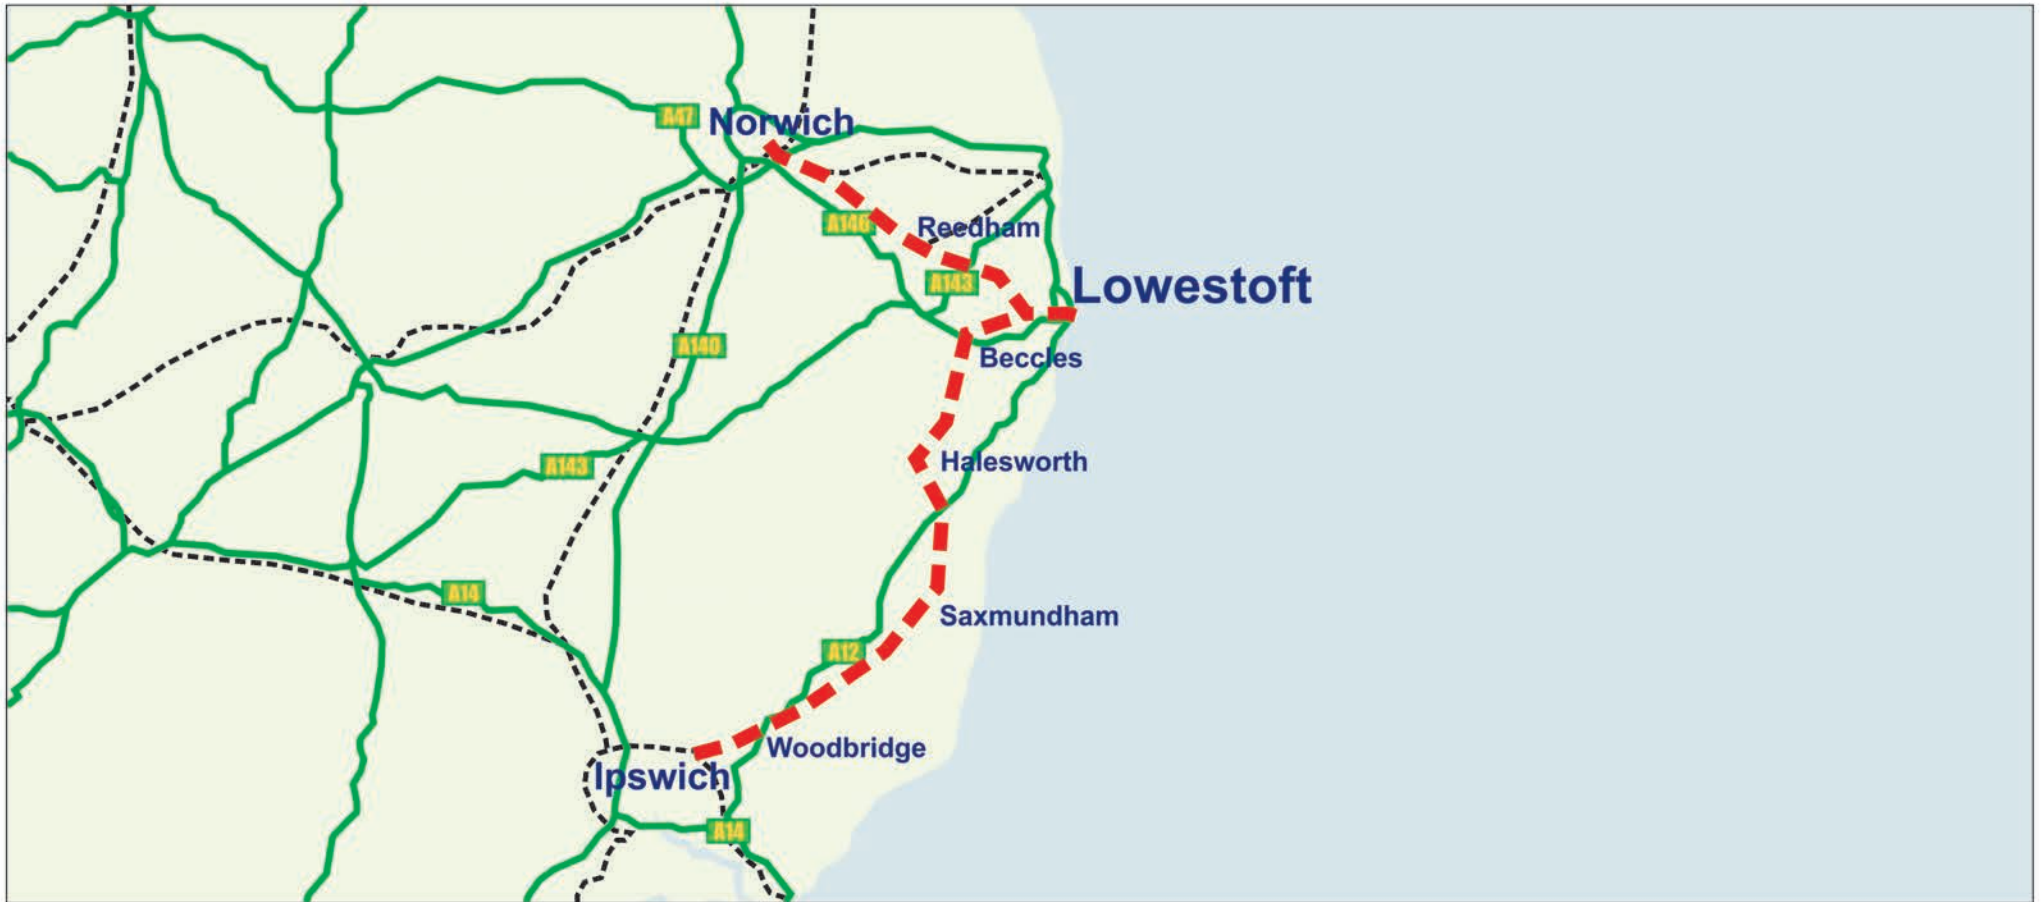 A47
Norwich
A146
Reedham
A143
Lowestoft
A140
Beccles
A143
Halesworth
A14
Saxmundham
A12
Woodbridge
Ipswich
A14